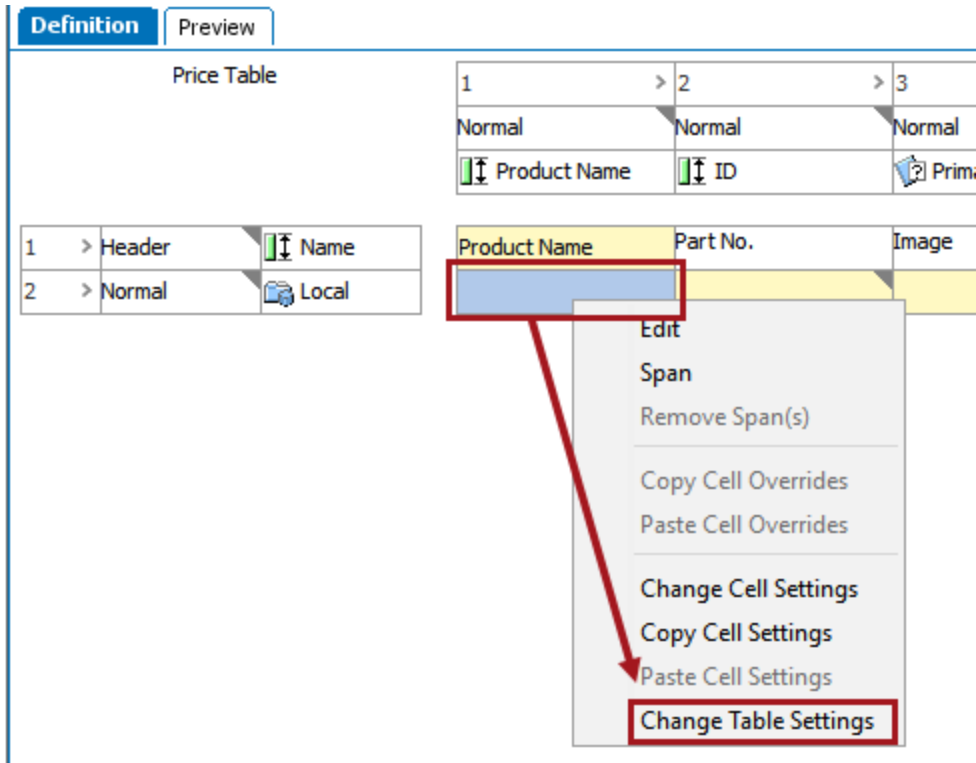 Definition Preview
Price Table
1 > 2 > 3
Normal Normal Normal
Product Name ID
1 > Header Name Product Name Part No. Image
2 > Normal Local
Edit
Span
Remove Span(s)
Copy Cell Overrides
Paste Cell Overrides
Change Cell Settings
Copy Cell Settings
Paste Cell Settings
Change Table Settings